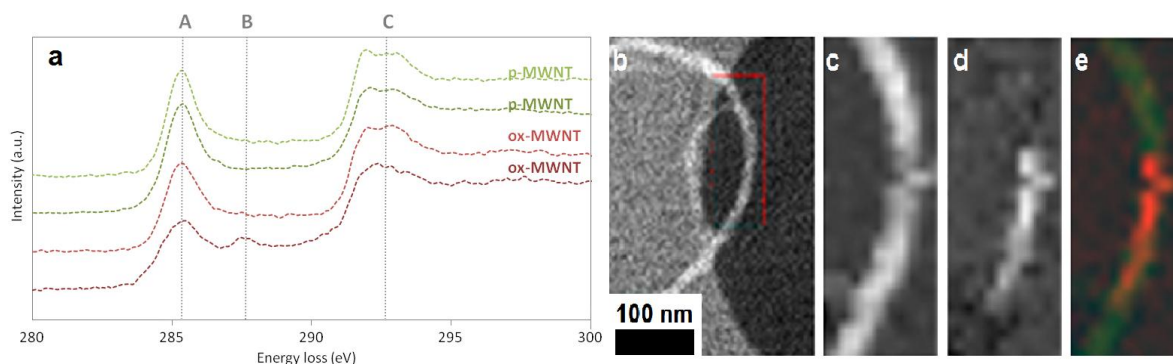 A B C
a
p-MWNT
p-MWNT
ox-MWNT
ox-MWNT
Intensity (a.u.)
280 285 290 295 300
Energy loss (eV)
b
100 nm
c
d
e